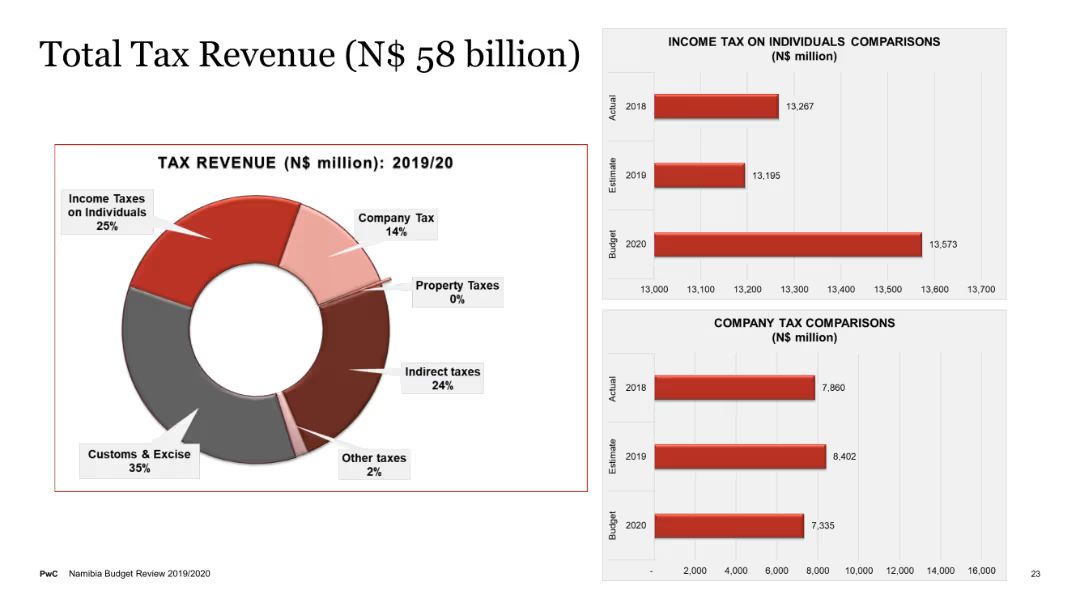 Total Tax Revenue (N$ 58 billion)
TAX REVENUE (N$ million): 2019/20
Income Taxes
on Individuals
25%
Company Tax
14%
Property Taxes
0%
Indirect taxes
24%
Other taxes
2%
Customs & Excise
35%
INCOME TAX ON INDIVIDUALS COMPARISONS
(N$ million)
Actual 2018 13,267
Estimate 2019 13,195
Budget 2020 13,573
13,000 13,100 13,200 13,300 13,400 13,500 13,600 13,700
COMPANY TAX COMPARISONS
(N$ million)
Actual 2018 7,860
Estimate 2019 8,402
Budget 2020 7,335
- 2,000 4,000 6,000 8,000 10,000 12,000 14,000 16,000
PwC Namibia Budget Review 2019/2020
23